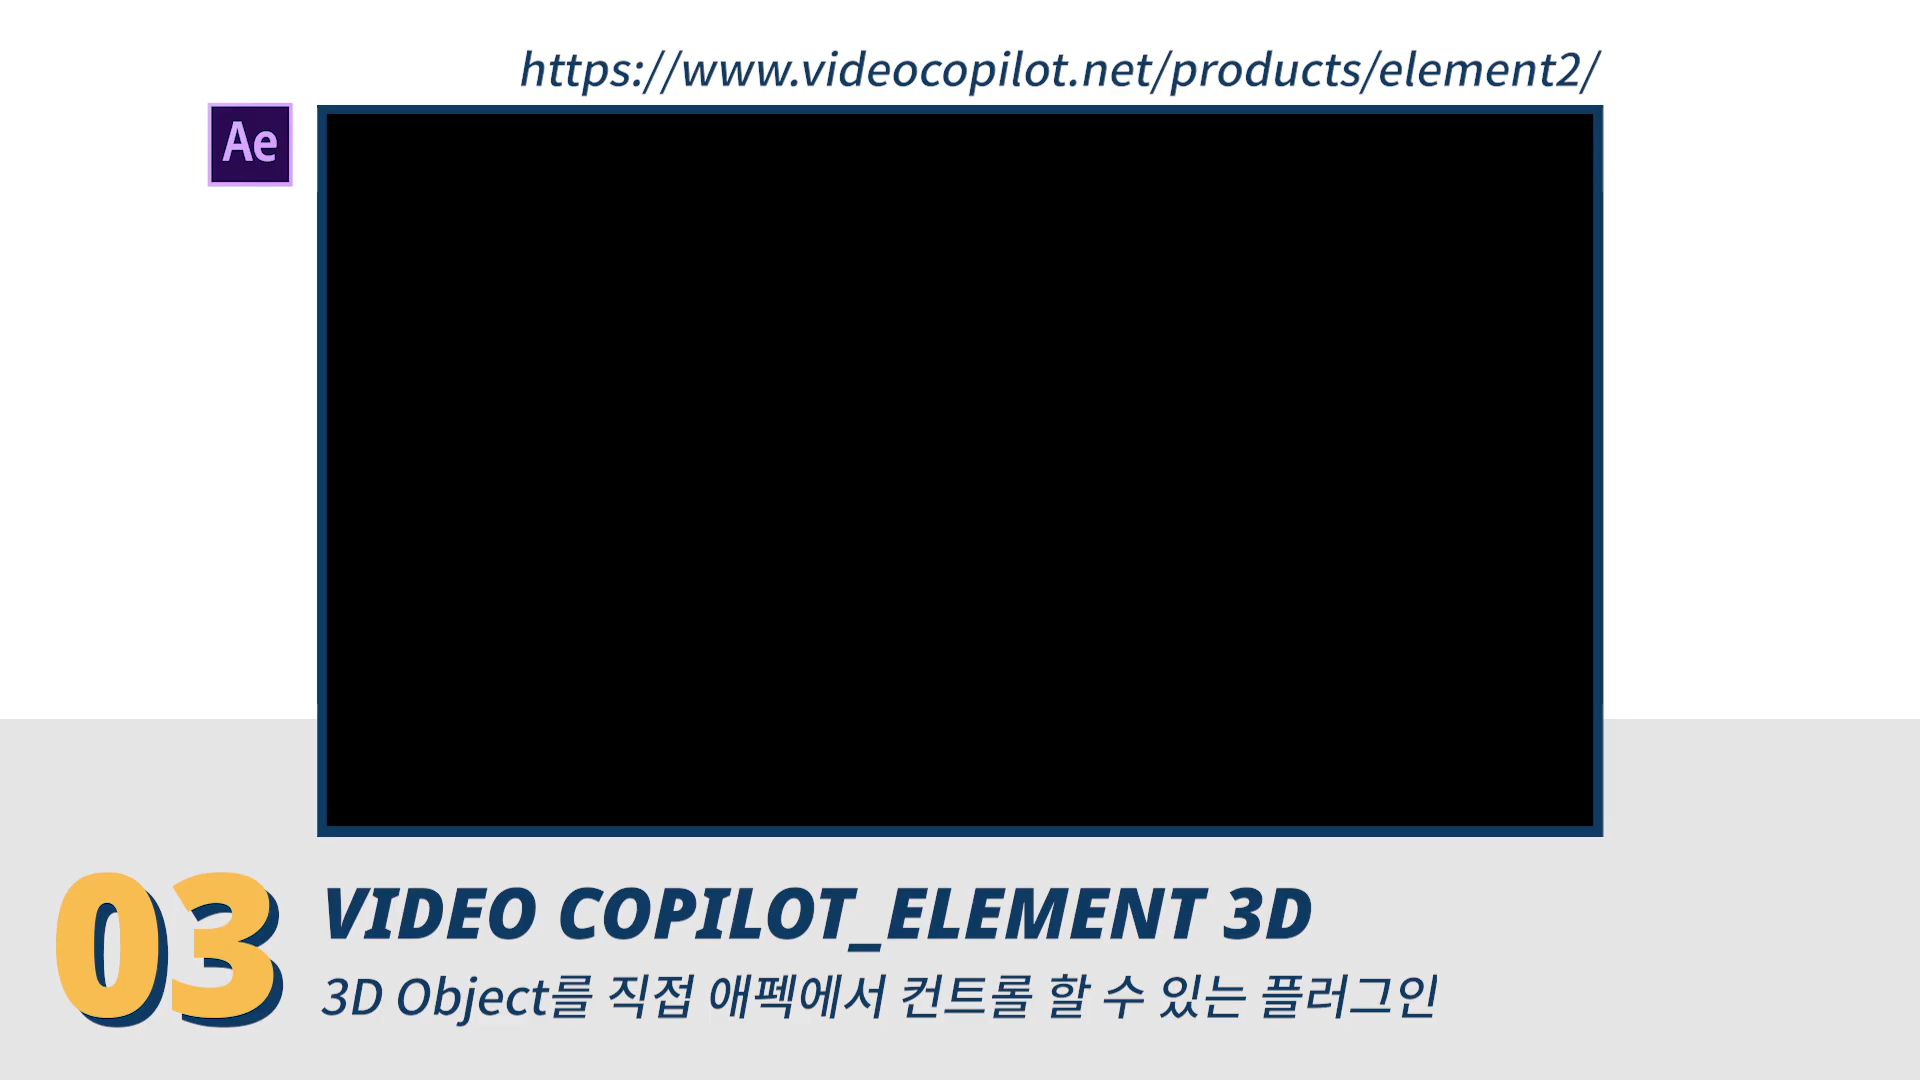 https://www.videocopilot.net/products/element2/
Ae
03
VIDEO COPILOT_ELEMENT 3D
3D Object를 직접 애펙에서 컨트롤 할 수 있는 플러그인